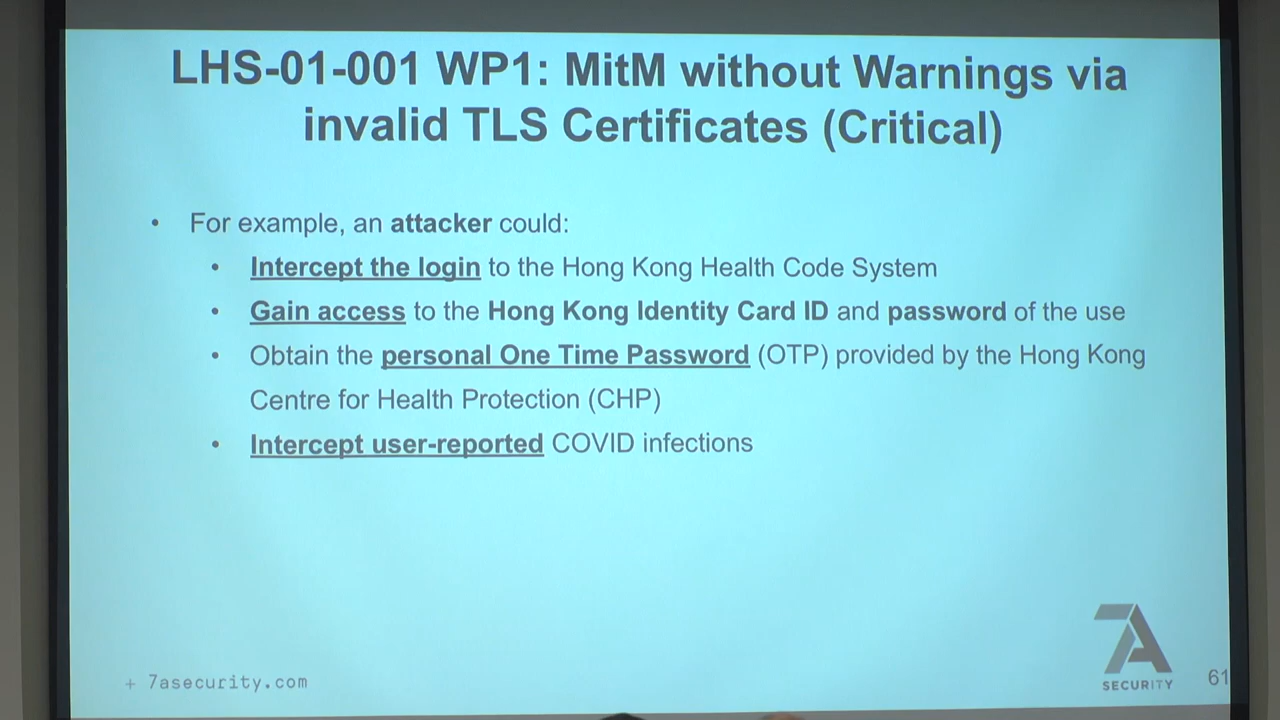 LHS-01-001 WP1: MitM without Warnings via
invalid TLS Certificates (Critical)
• For example, an attacker could:
• Intercept the login to the Hong Kong Health Code System
• Gain access to the Hong Kong Identity Card ID and password of the use
• Obtain the personal One Time Password (OTP) provided by the Hong Kong
Centre for Health Protection (CHP)
• Intercept user-reported COVID infections
+ 7asecurity.com
7A
SECURITY
61